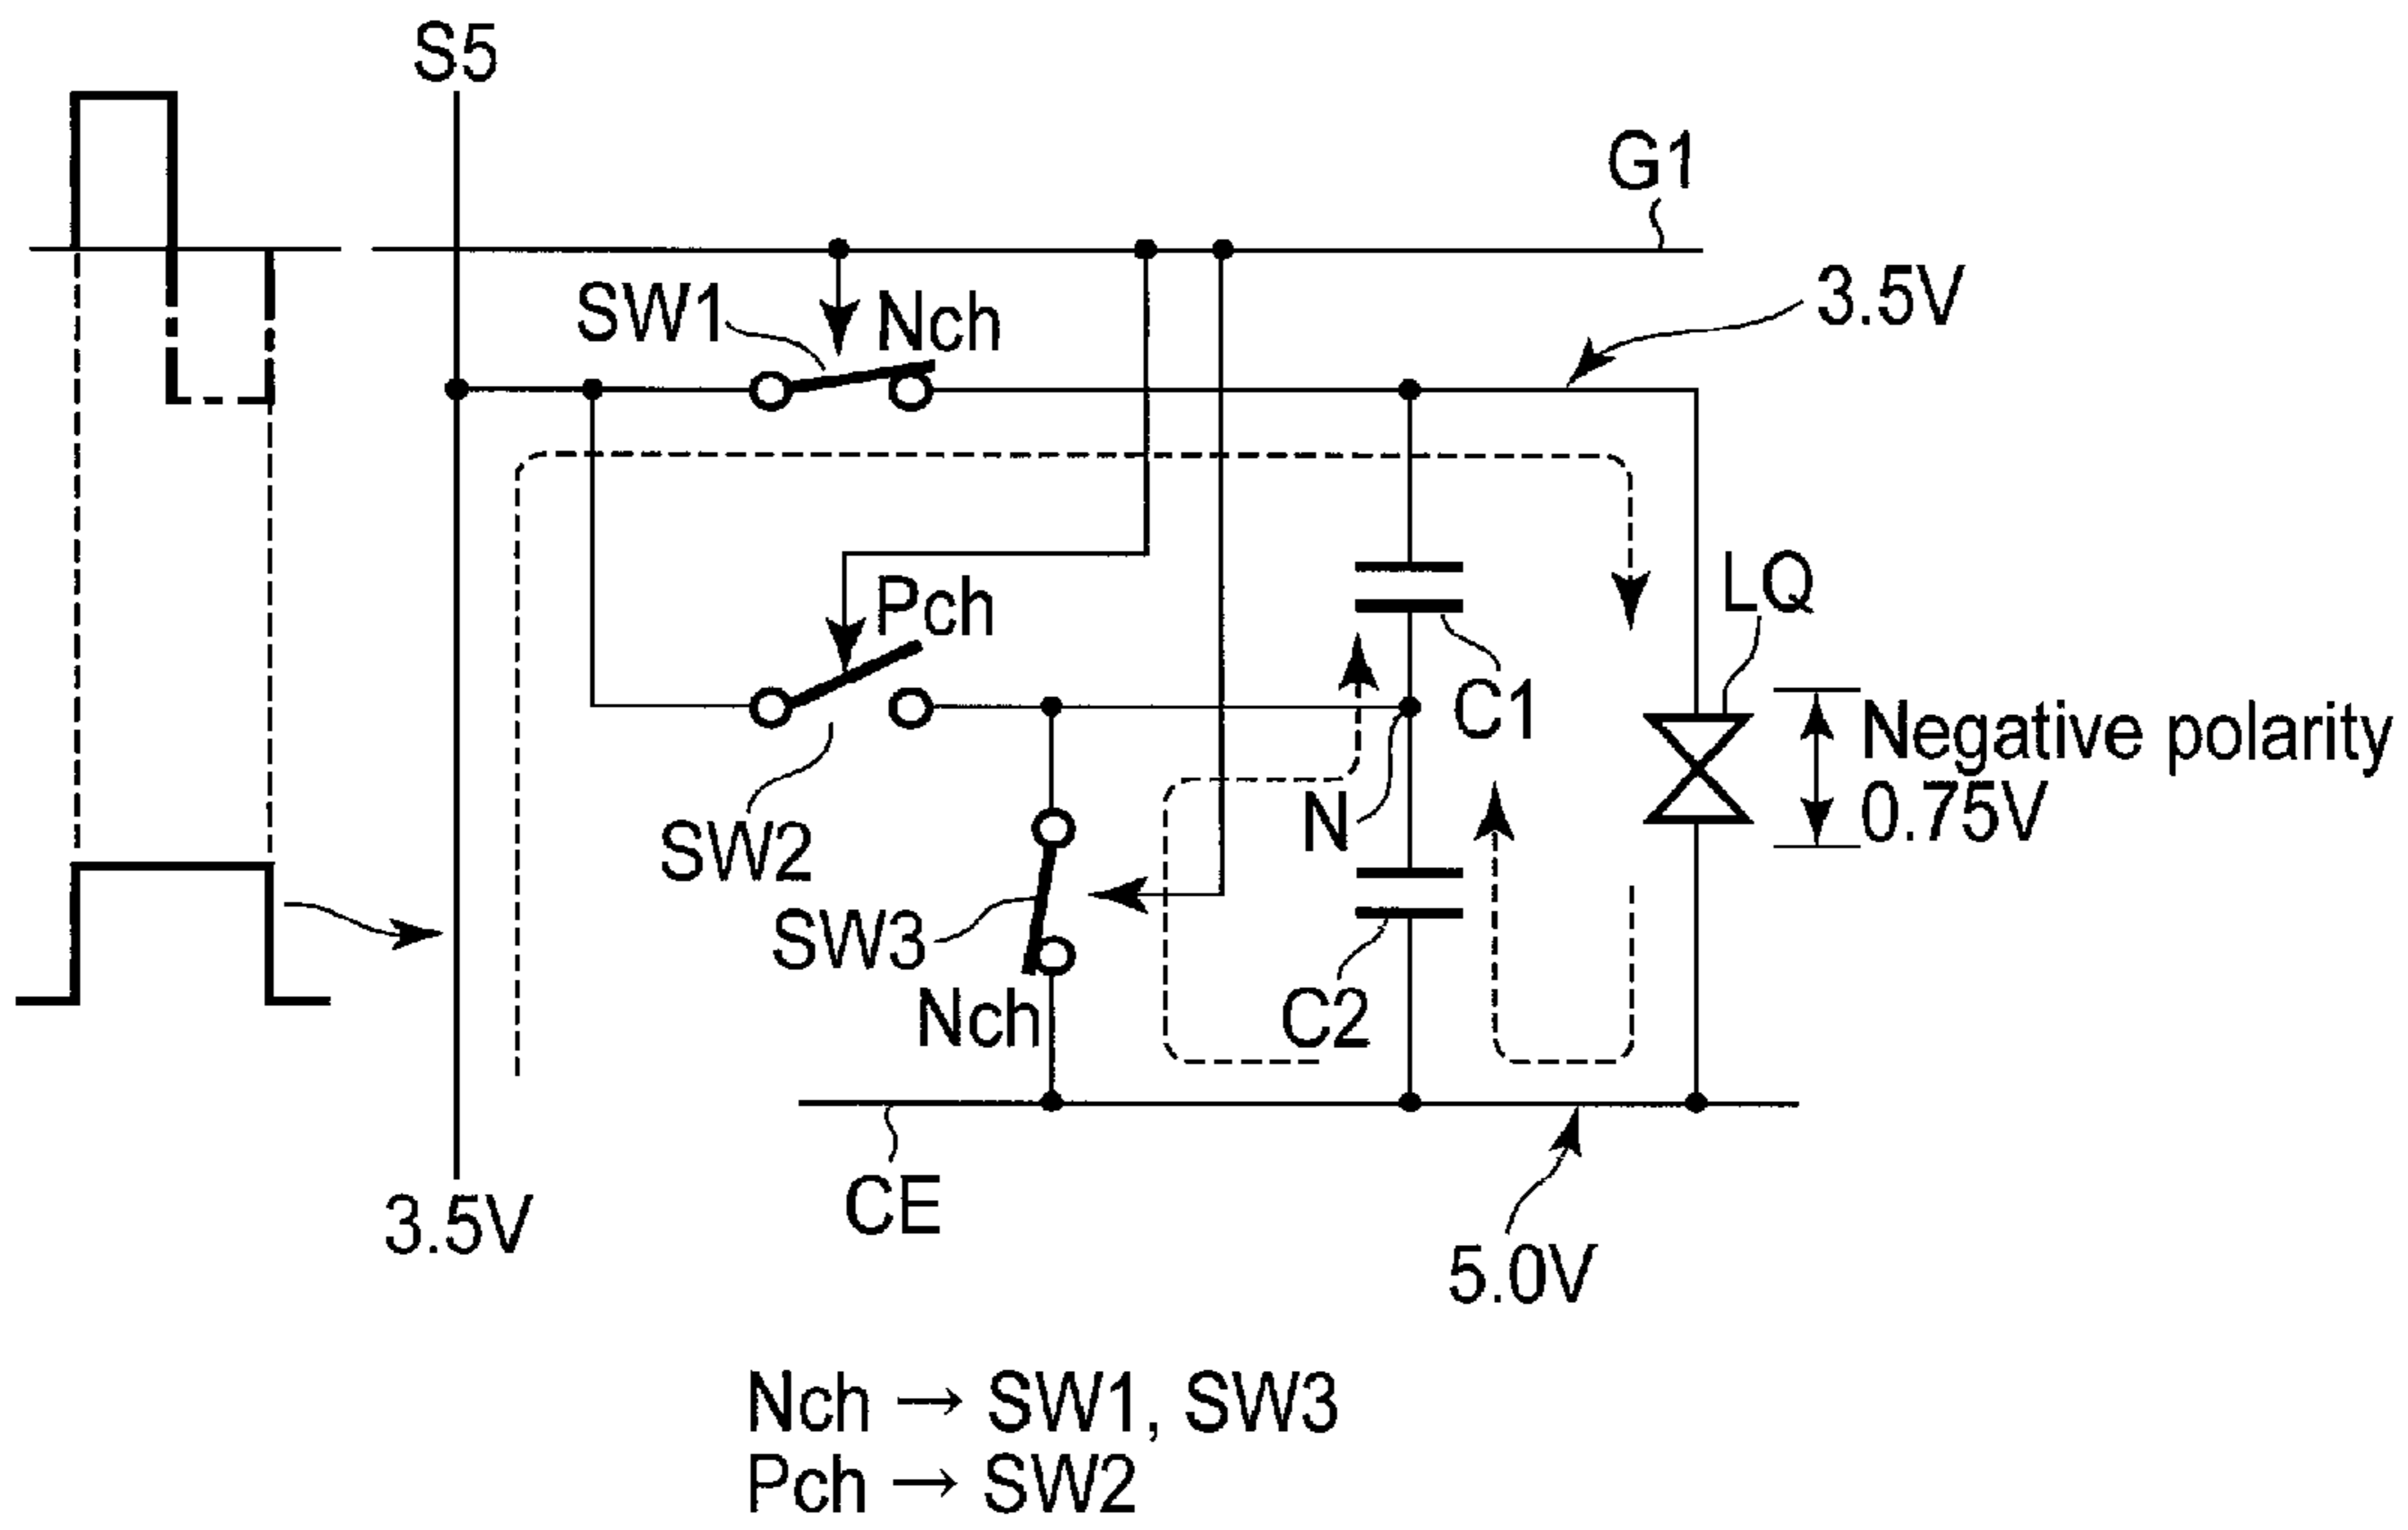 S5
G1
3.5V
SW1
Nch
Pch
LQ
C1
Negative polarity
0.75V
N
SW2
SW3
C2
Nch
CE
3.5V
5.0V
Nch → SW1, SW3
Pch → SW2